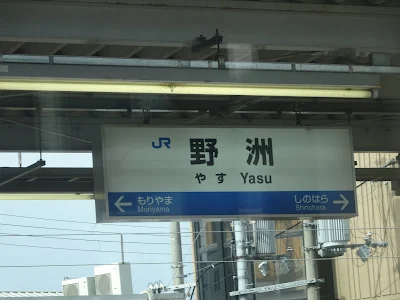 JR 野洲
やす Yasu
← もりやま しのはら →
Moriyama Shinohara